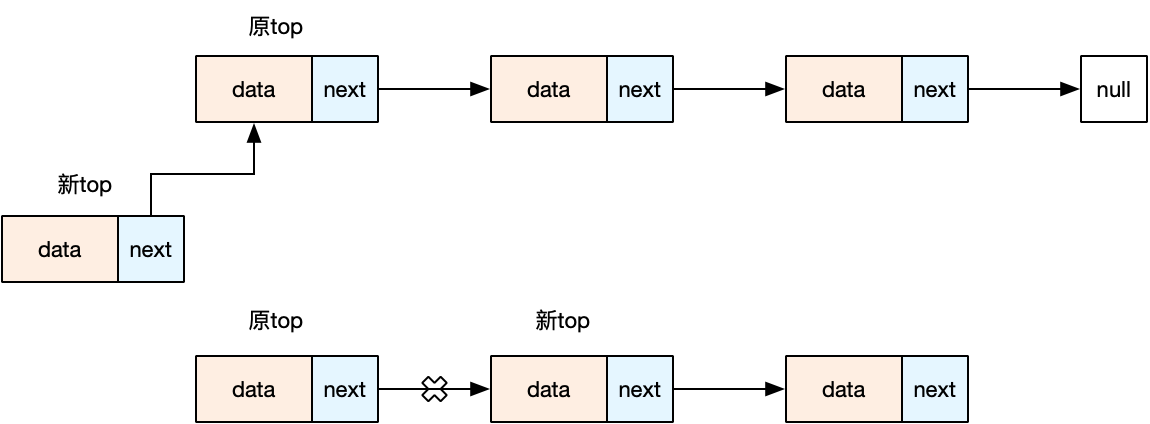 原top
data next data next data next null
新top
data next
原top 新top
data next data next data next